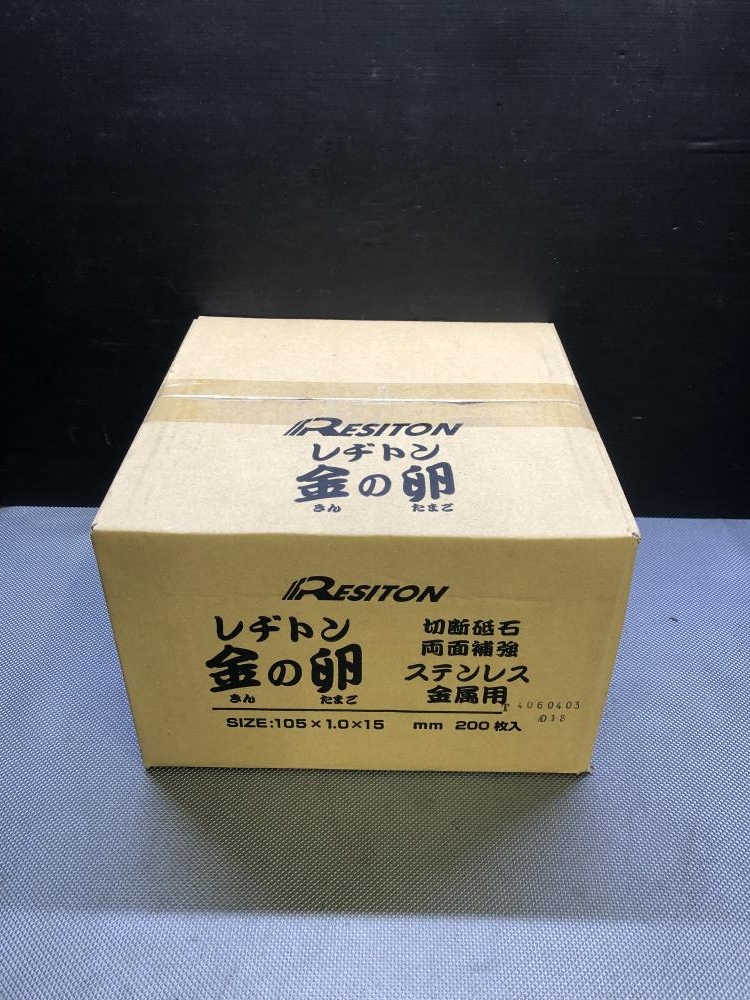 RESITON
レヂトン
金の卵
きん たまご
RESITON
レヂトン
金の卵
きん たまご
切断砥石
両面補強
ステンレス
金属用
SIZE:105×1.0×15 mm 200枚入
T 4060403
018